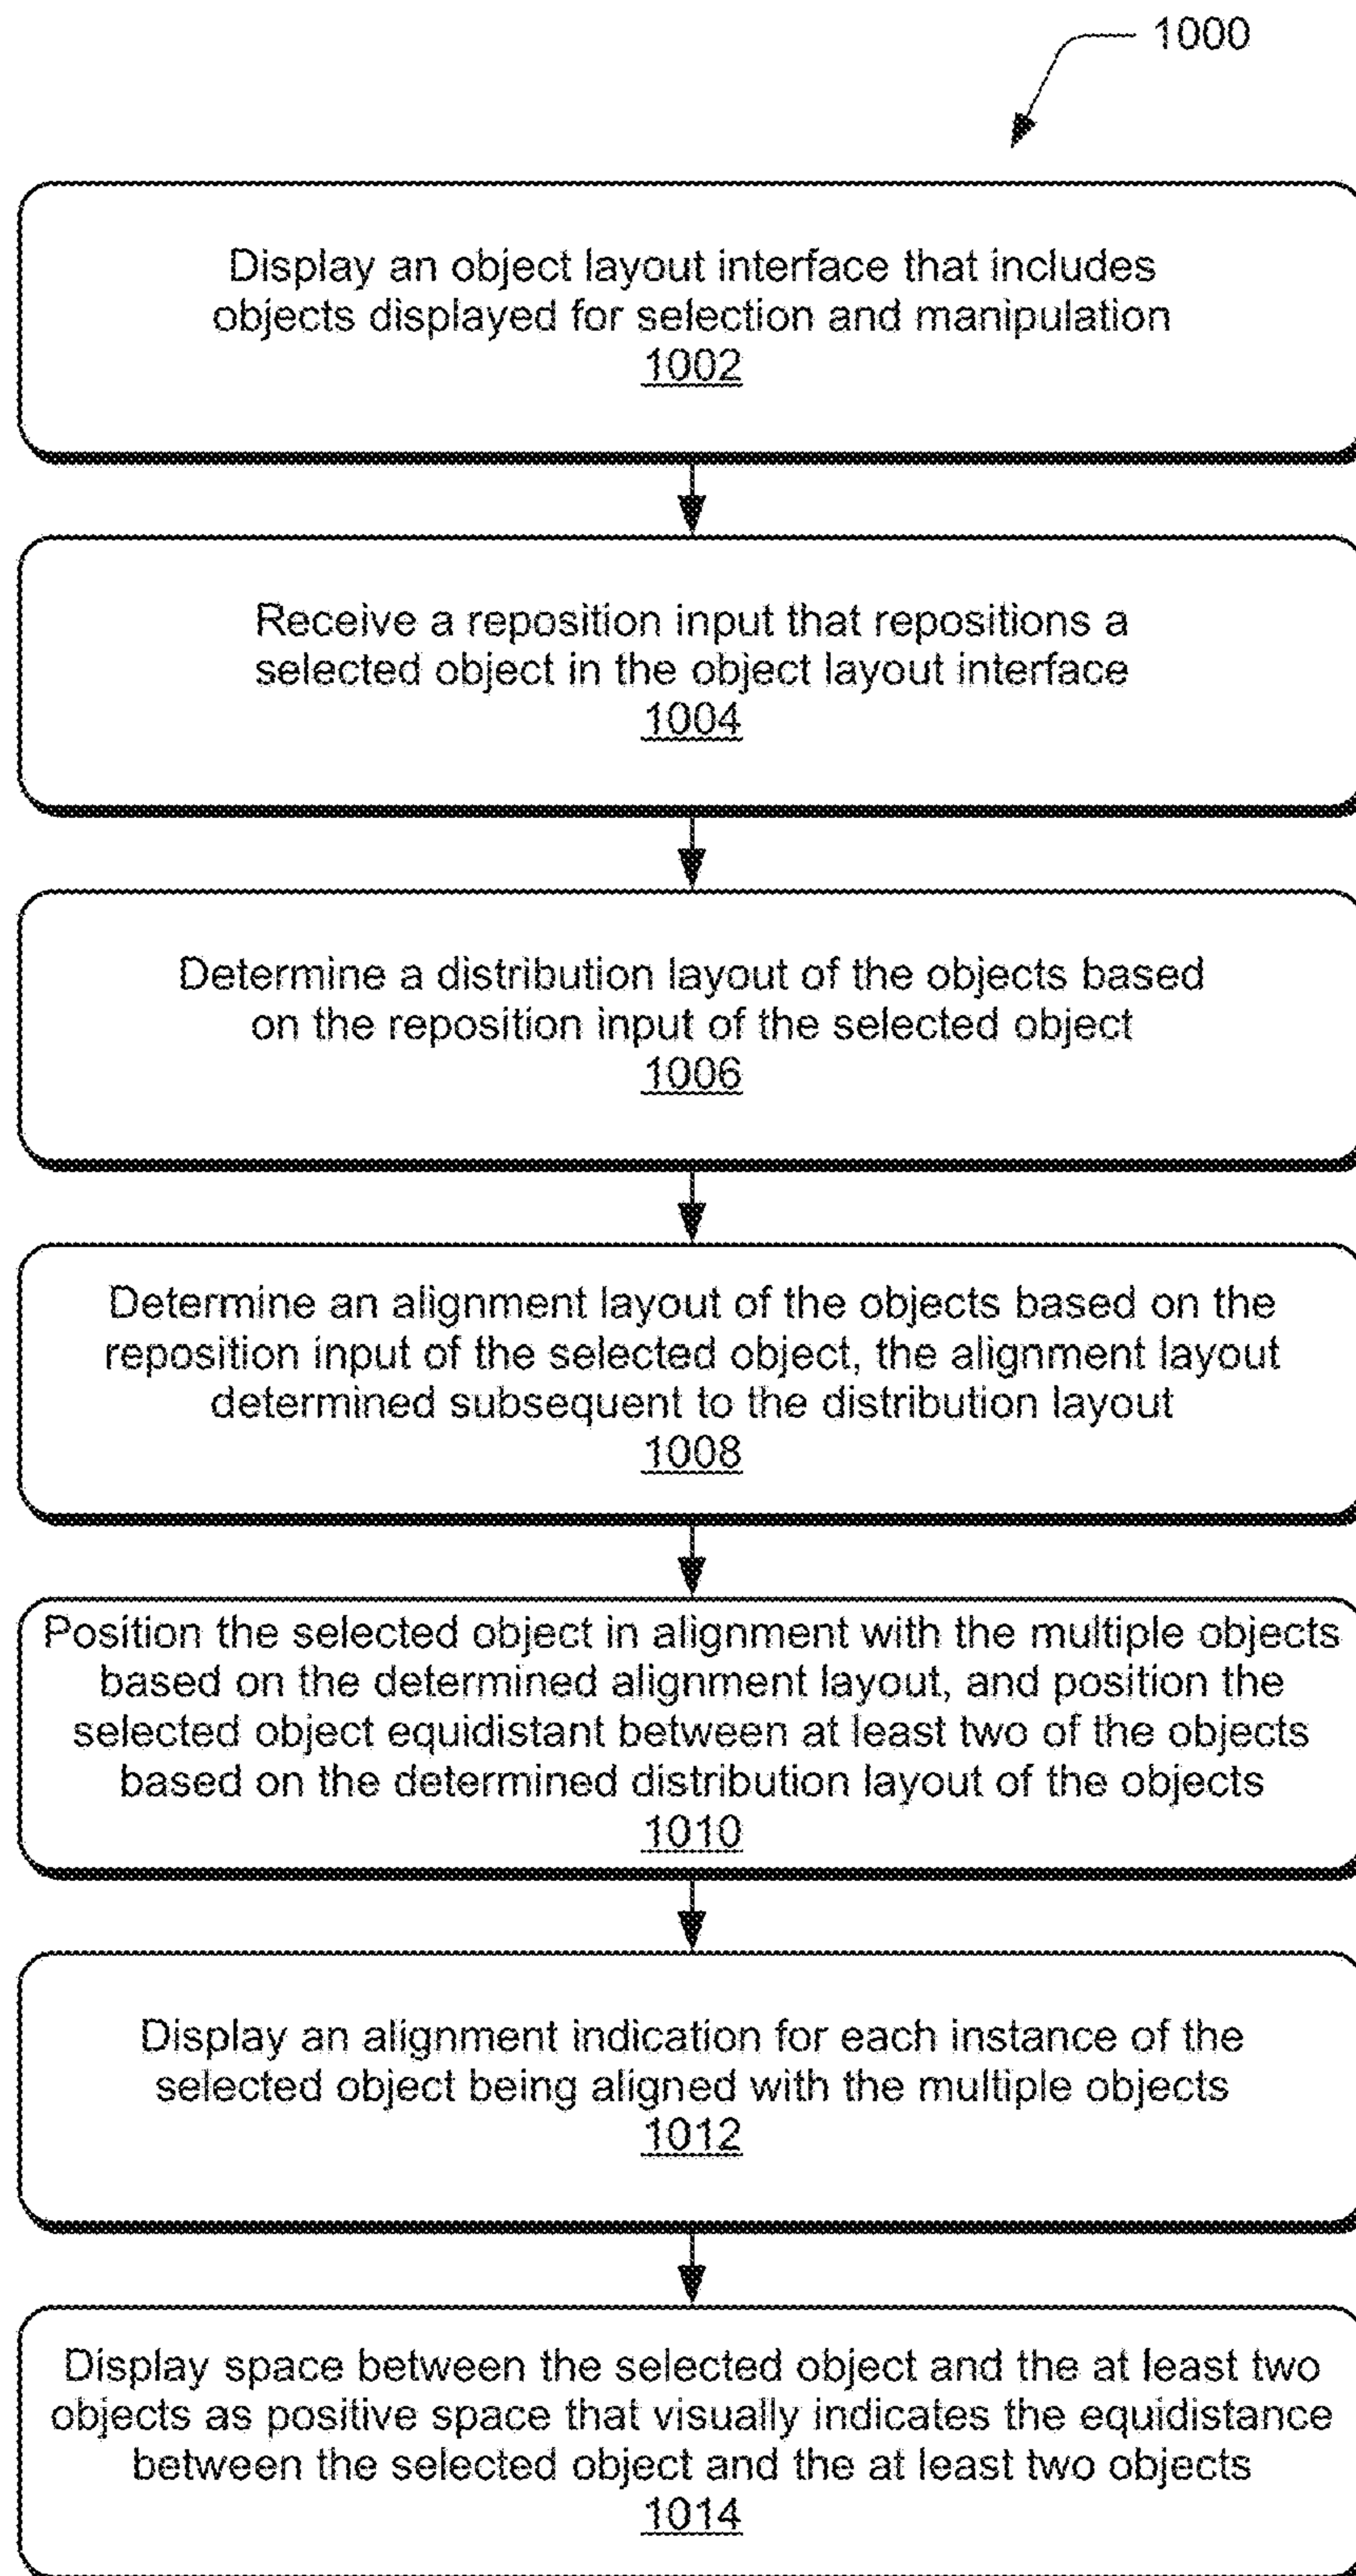 1000
Display an object layout interface that includes
objects displayed for selection and manipulation
1002
Receive a reposition input that repositions a
selected object in the object layout interface
1004
Determine a distribution layout of the objects based
on the reposition input of the selected object
1006
Determine an alignment layout of the objects based on the
reposition input of the selected object, the alignment layout
determined subsequent to the distribution layout
1008
Position the selected object in alignment with the multiple objects
based on the determined alignment layout, and position the
selected object equidistant between at least two of the objects
based on the determined distribution layout of the objects
1010
Display an alignment indication for each instance of the
selected object being aligned with the multiple objects
1012
Display space between the selected object and the at least two
objects as positive space that visually indicates the equidistance
between the selected object and the at least two objects
1014